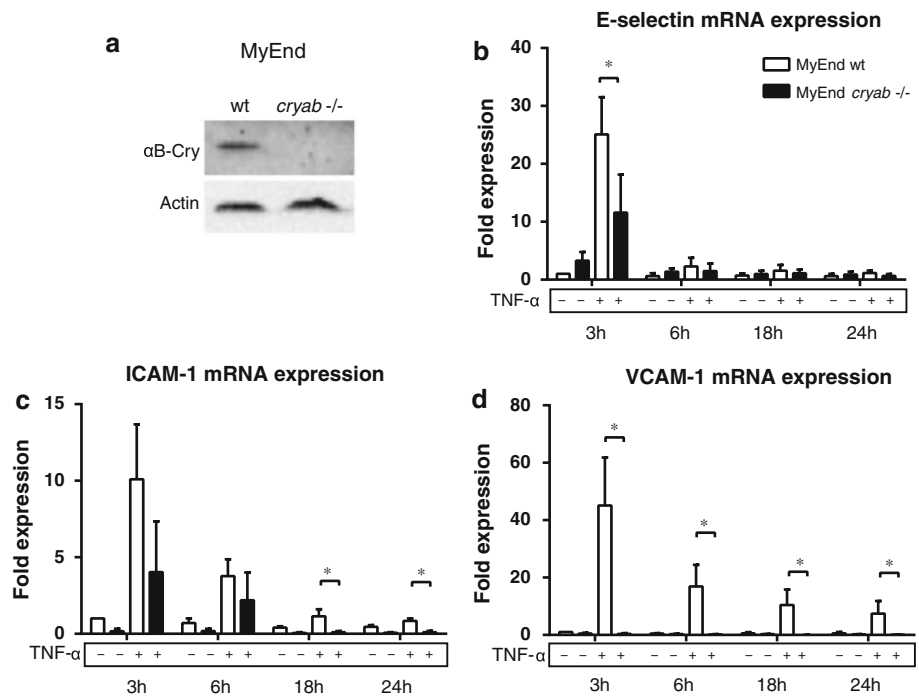 a
MyEnd
wt cryab -/-
αB-Cry
Actin
b
E-selectin mRNA expression
MyEnd wt
MyEnd cryab -/-
Fold expression
40
30
20
10
0
*
TNF-α − − + + − − + + − − + + − − + +
3h 6h 18h 24h
c
ICAM-1 mRNA expression
Fold expression
15
10
5
0
* *
TNF-α − − + + − − + + − − + + − − + +
3h 6h 18h 24h
d
VCAM-1 mRNA expression
Fold expression
80
60
40
20
0
* * * *
TNF-α − − + + − − + + − − + + − − + +
3h 6h 18h 24h